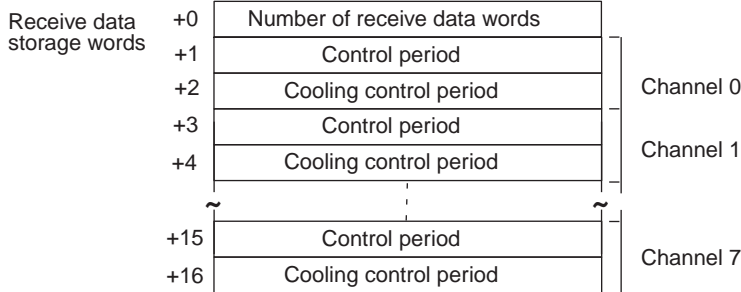 Receive data
storage words
+0 Number of receive data words
+1 Control period
+2 Cooling control period
Channel 0
+3 Control period
+4 Cooling control period
Channel 1
~ ~
+15 Control period
+16 Cooling control period
Channel 7